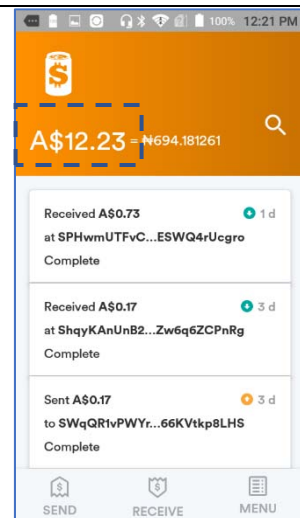 100% 12:21 PM
A$12.23 = ₦694.181261
Received A$0.73 1 d
at SPHwmUTFvC...ESWQ4rUcgro
Complete
Received A$0.17 3 d
at ShqyKAnUnB2...Zw6q6ZCPnRg
Complete
Sent A$0.17 3 d
to SWqQR1vPWYr...66KVtkp8LHS
Complete
SEND RECEIVE MENU